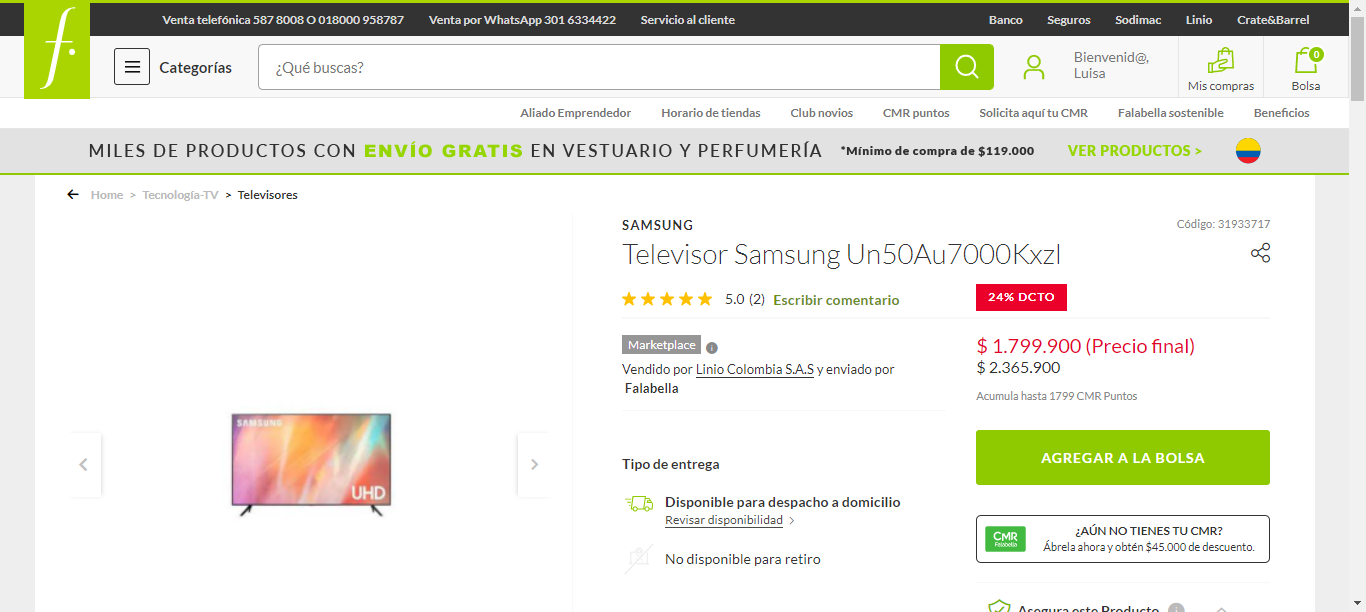 Venta telefónica 587 8008 O 018000 958787 Venta por WhatsApp 301 6334422 Servicio al cliente Banco Seguros Sodimac Linio Crate&Barrel
f.
Categorías ¿Qué buscas? Bienvenid@,
Luisa
Mis compras 0 Bolsa
Aliado Emprendedor Horario de tiendas Club novios CMR puntos Solicita aquí tu CMR Falabella sostenible Beneficios
MILES DE PRODUCTOS CON ENVÍO GRATIS EN VESTUARIO Y PERFUMERÍA *Mínimo de compra de $119.000 VER PRODUCTOS >
Home > Tecnología-TV > Televisores
SAMSUNG
UHD
SAMSUNG Código: 31933717
Televisor Samsung Un50Au7000Kxzl
5.0 (2) Escribir comentario
24% DCTO
Marketplace
Vendido por Linio Colombia S.A.S y enviado por
Falabella
$ 1.799.900 (Precio final)
$ 2.365.900
Acumula hasta 1799 CMR Puntos
AGREGAR A LA BOLSA
Tipo de entrega
Disponible para despacho a domicilio
Revisar disponibilidad >
No disponible para retiro
CMR
Falabella
¿AÚN NO TIENES TU CMR?
Ábrela ahora y obtén $45.000 de descuento.
Asegura este Producto